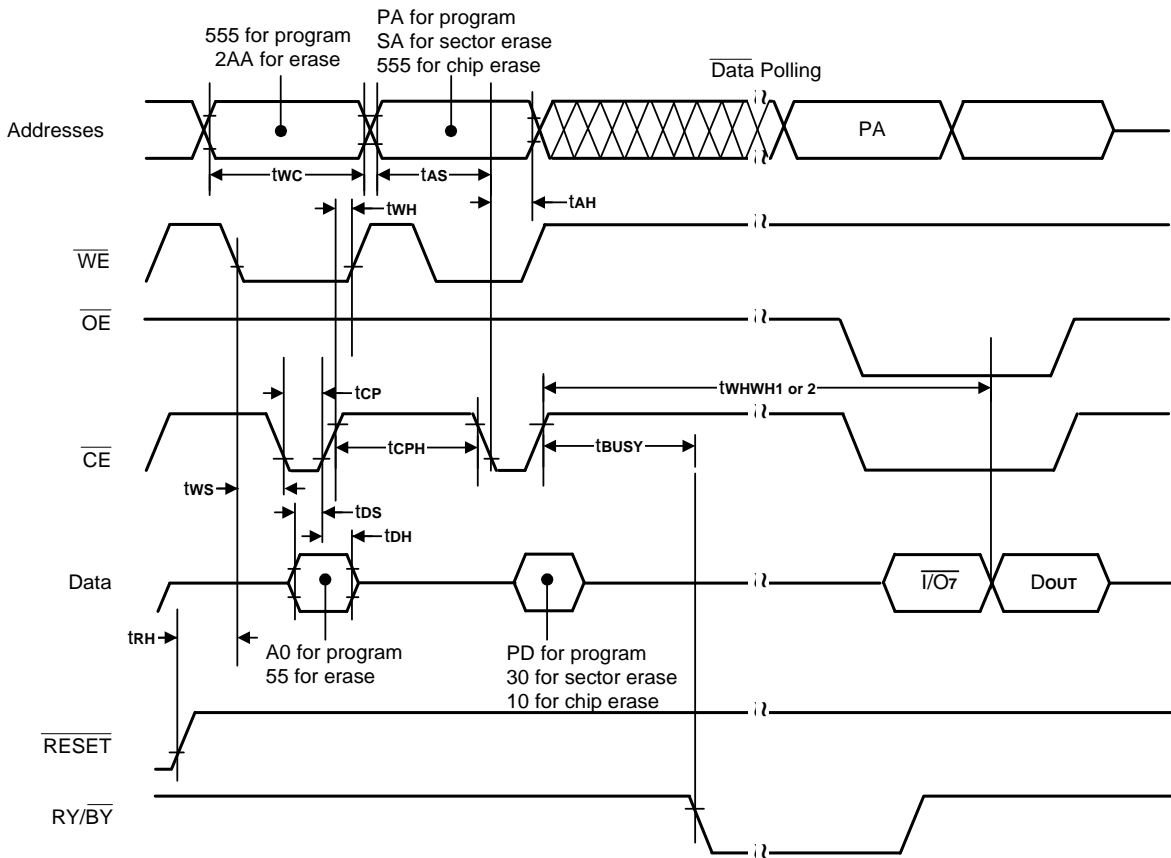 555 for program
2AA for erase
PA for program
SA for sector erase
555 for chip erase
Data Polling
Addresses
PA
tWC
tAS
tAH
tWH
WE
OE
tWHWH1 or 2
tCP
tCPH
tBUSY
CE
tWS
tDS
tDH
Data
I/O7
DOUT
tRH
A0 for program
55 for erase
PD for program
30 for sector erase
10 for chip erase
RESET
RY/BY